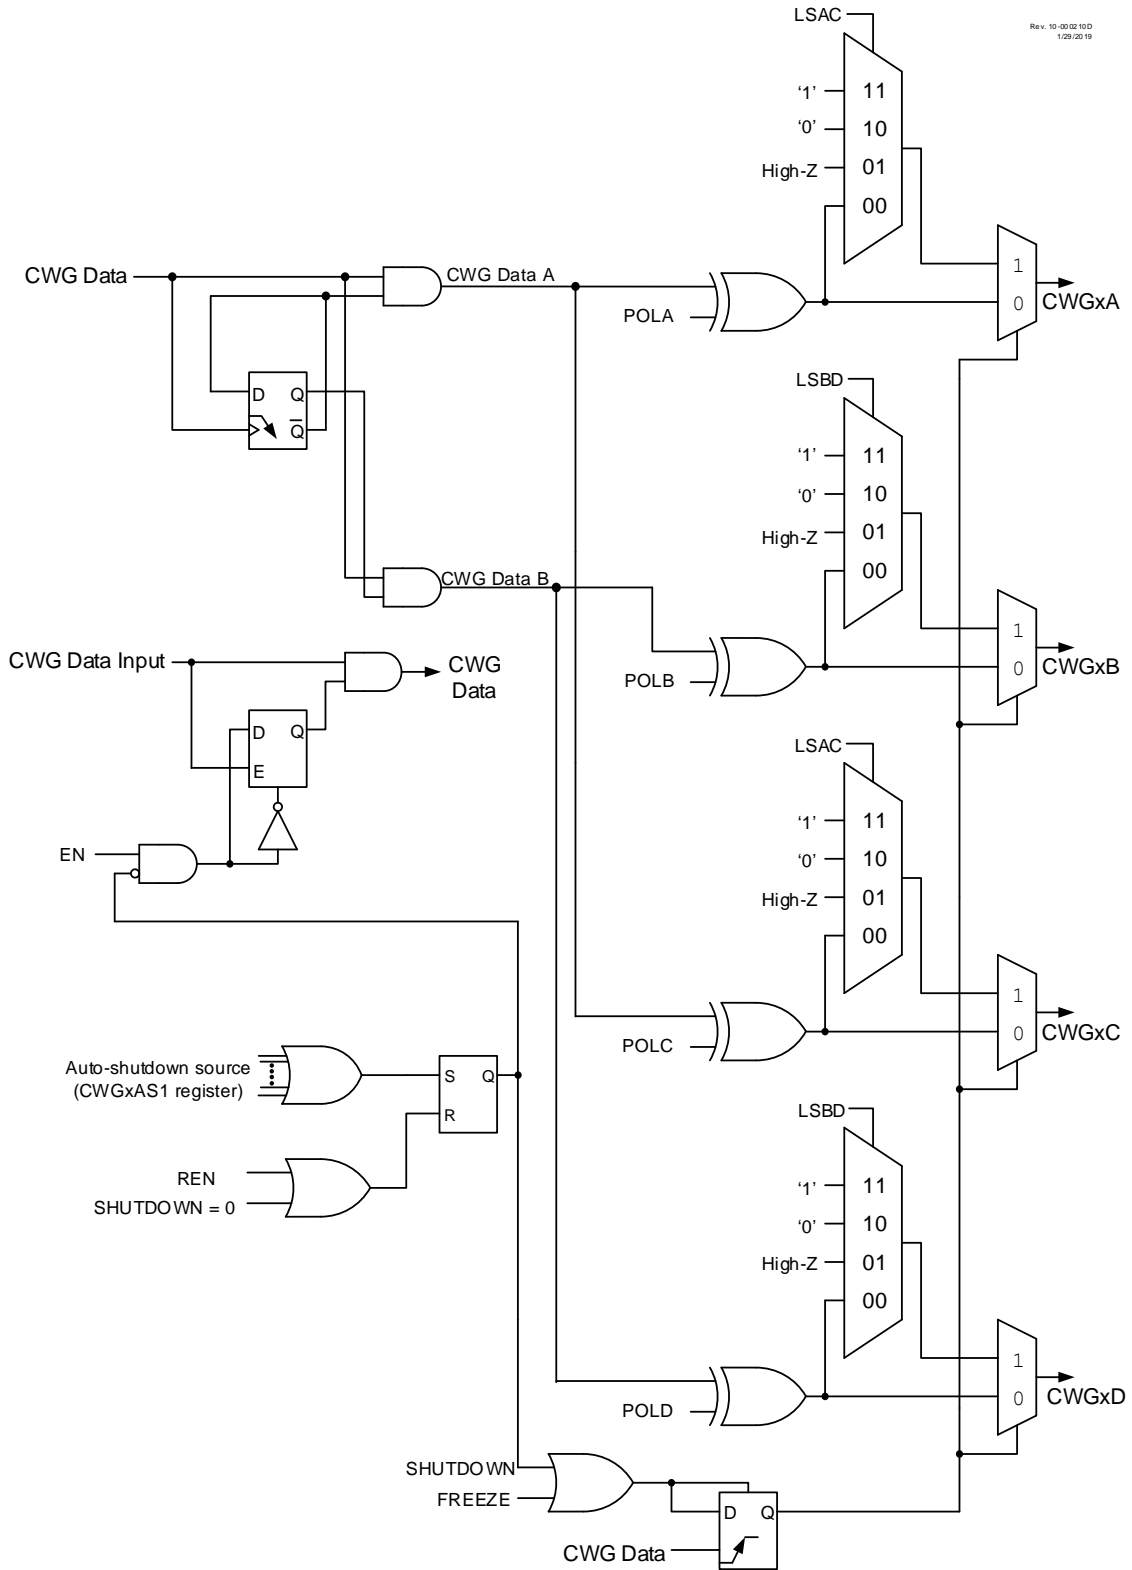 LSAC
Rev. 10-000210D
1/29/2019
‘1’ 11
‘0’ 10
High-Z 01
00
CWG Data
CWG Data A
POLA
1
0
CWGxA
D Q
Q
LSBD
‘1’ 11
‘0’ 10
High-Z 01
00
CWG Data B
POLB
1
0
CWGxB
CWG Data Input
CWG
Data
D Q
E
EN
LSAC
‘1’ 11
‘0’ 10
High-Z 01
00
POLC
1
0
CWGxC
Auto-shutdown source
(CWGxAS1 register)
S Q
R
REN
SHUTDOWN = 0
LSBD
‘1’ 11
‘0’ 10
High-Z 01
00
POLD
1
0
CWGxD
SHUTDOWN
FREEZE
D Q
CWG Data